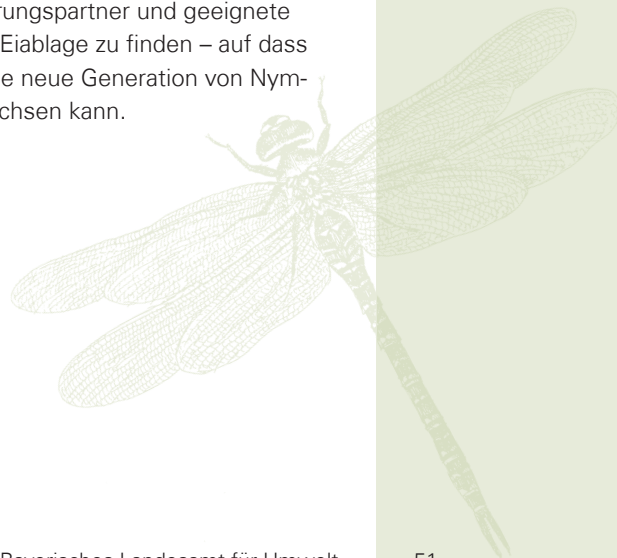 rungspartner und geeignete
Eiablage zu finden – auf dass
e neue Generation von Nym-
chsen kann.
Bayerisches Landesamt für Umwelt
51